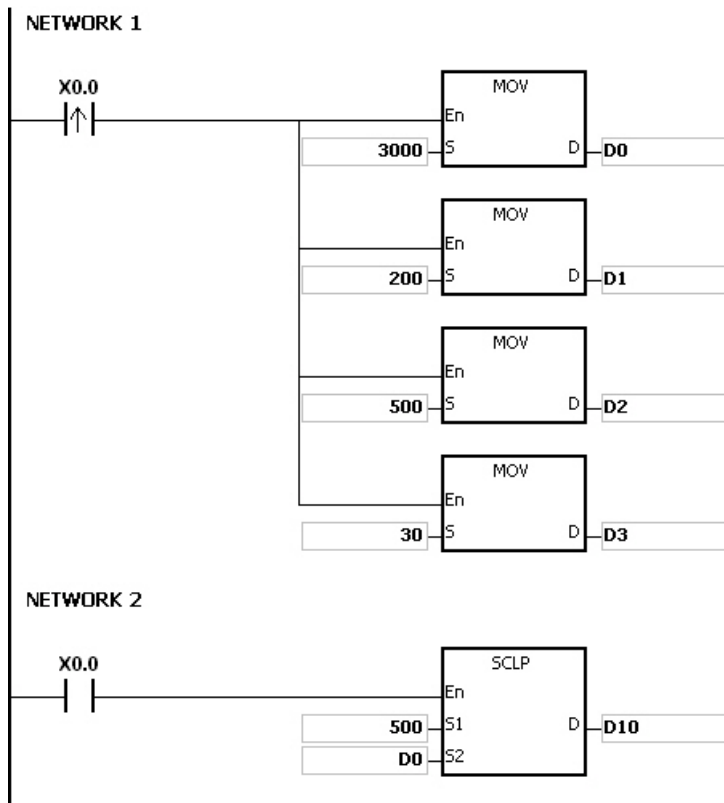 NETWORK 1
X0.0
MOV
En
3000 S D D0
MOV
En
200 S D D1
MOV
En
500 S D D2
MOV
En
30 S D D3
NETWORK 2
X0.0
SCLP
En
500 S1 D D10
D0 S2